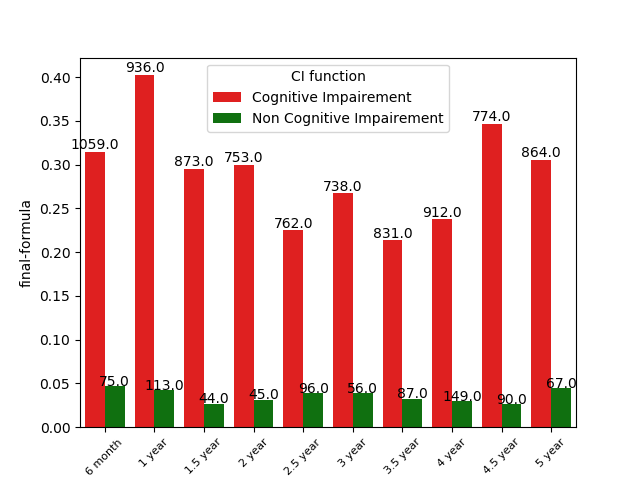 CI function
Cognitive Impairement
Non Cognitive Impairement
final-formula
0.40
0.35
0.30
0.25
0.20
0.15
0.10
0.05
0.00
1059.0
936.0
873.0
753.0
762.0
738.0
831.0
912.0
774.0
864.0
75.0
113.0
44.0
45.0
96.0
56.0
87.0
149.0
90.0
67.0
6 month
1 year
1.5 year
2 year
2.5 year
3 year
3.5 year
4 year
4.5 year
5 year